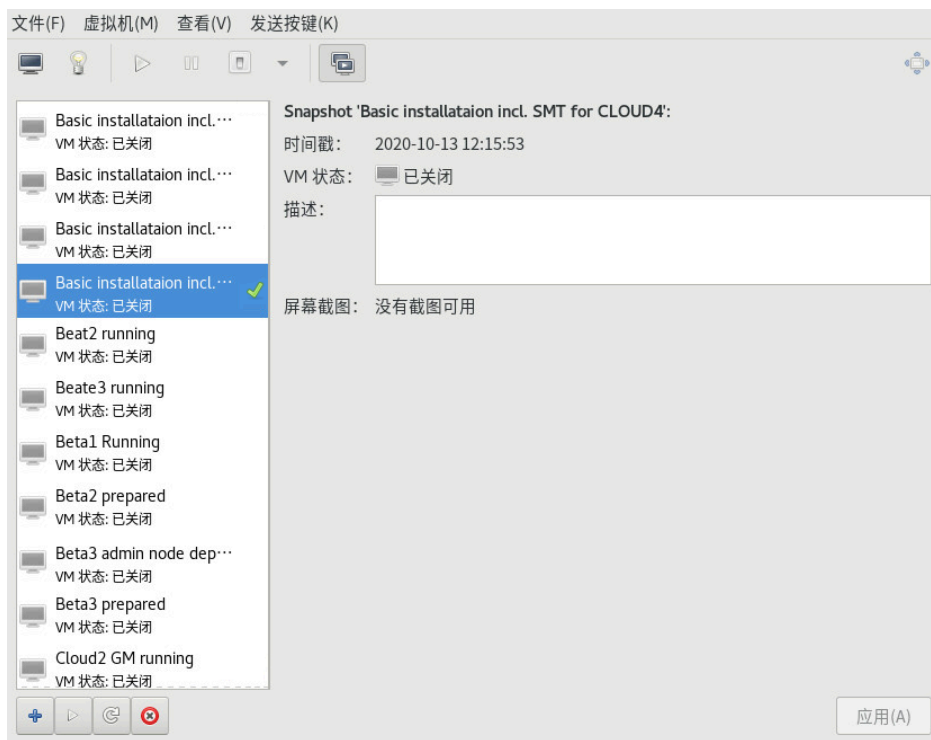 文件(F) 虚拟机(M) 查看(V) 发送按键(K)
Basic installataion incl.⋯
VM 状态: 已关闭
Basic installataion incl.⋯
VM 状态: 已关闭
Basic installataion incl.⋯
VM 状态: 已关闭
Basic installataion incl.⋯
VM 状态: 已关闭
Beat2 running
VM 状态: 已关闭
Beate3 running
VM 状态: 已关闭
Beta1 Running
VM 状态: 已关闭
Beta2 prepared
VM 状态: 已关闭
Beta3 admin node dep⋯
VM 状态: 已关闭
Beta3 prepared
VM 状态: 已关闭
Cloud2 GM running
VM 状态: 已关闭
Snapshot 'Basic installataion incl. SMT for CLOUD4':
时间戳: 2020-10-13 12:15:53
VM 状态: 已关闭
描述:
屏幕截图: 没有截图可用
应用(A)